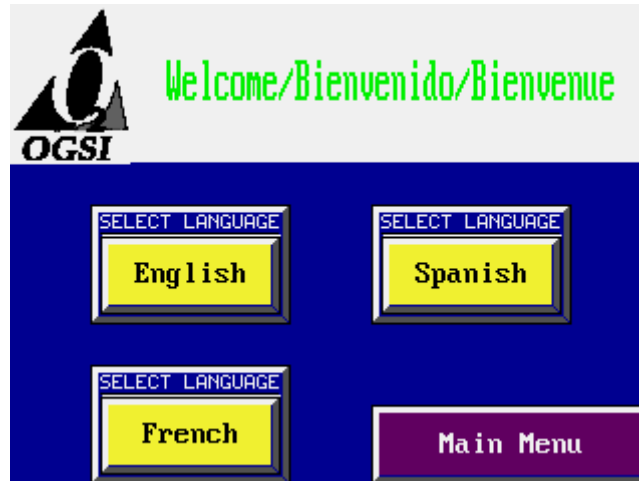 Welcome/Bienvenido/Bienvenue
OGSI
SELECT LANGUAGE
English
SELECT LANGUAGE
Spanish
SELECT LANGUAGE
French
Main Menu